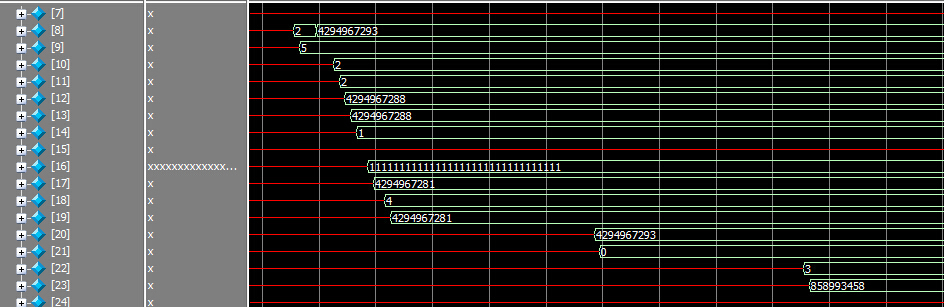 [7] x
[8] x 2 4294967293
[9] x 5
[10] x 2
[11] x 2
[12] x 4294967288
[13] x 4294967288
[14] x 1
[15] x
[16] xxxxxxxxxxxxx... 11111111111111111111111111111111
[17] x 4294967281
[18] x 4
[19] x 4294967281
[20] x 4294967293
[21] x 0
[22] x 3
[23] x 858993458
[24] x